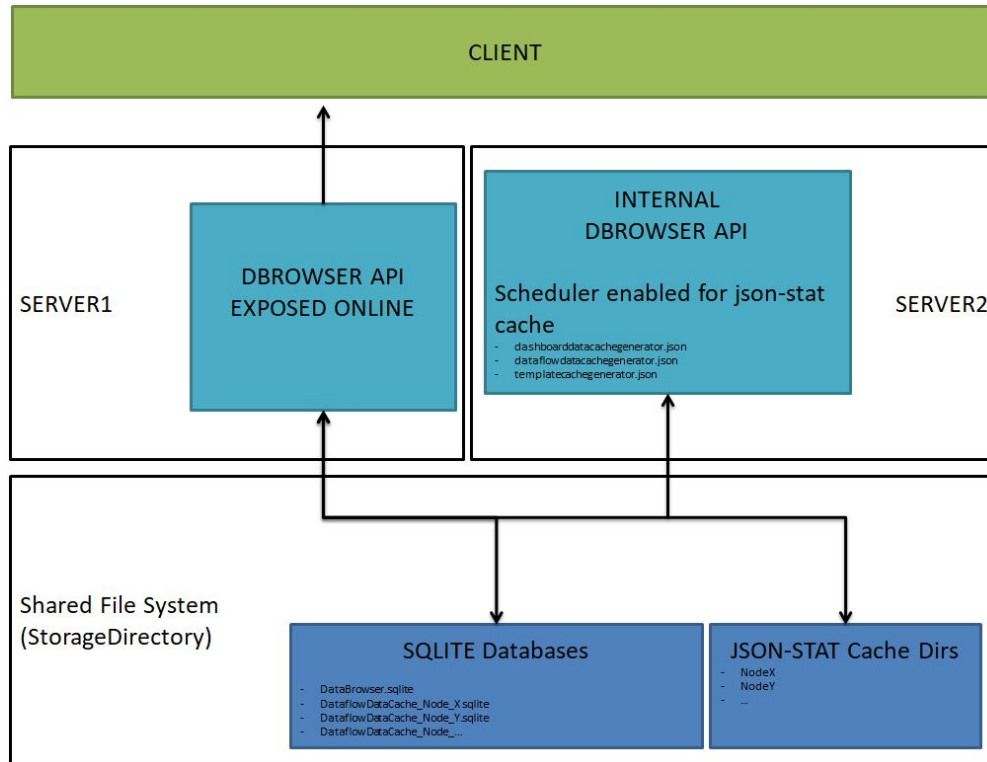 CLIENT
SERVER1
DBROWSER API
EXPOSED ONLINE
INTERNAL
DBROWSER API
Scheduler enabled for json-stat
cache
- dashboarddatacachegenerator.json
- dataflowdatacachegenerator.json
- templatecachegenerator.json
SERVER2
Shared File System
(StorageDirectory)
SQLITE Databases
- DataBrowser.sqlite
- DataflowDataCache_Node_X.sqlite
- DataflowDataCache_Node_Y.sqlite
- DataflowDataCache_Node_...
JSON-STAT Cache Dirs
- NodeX
- NodeY
- ...